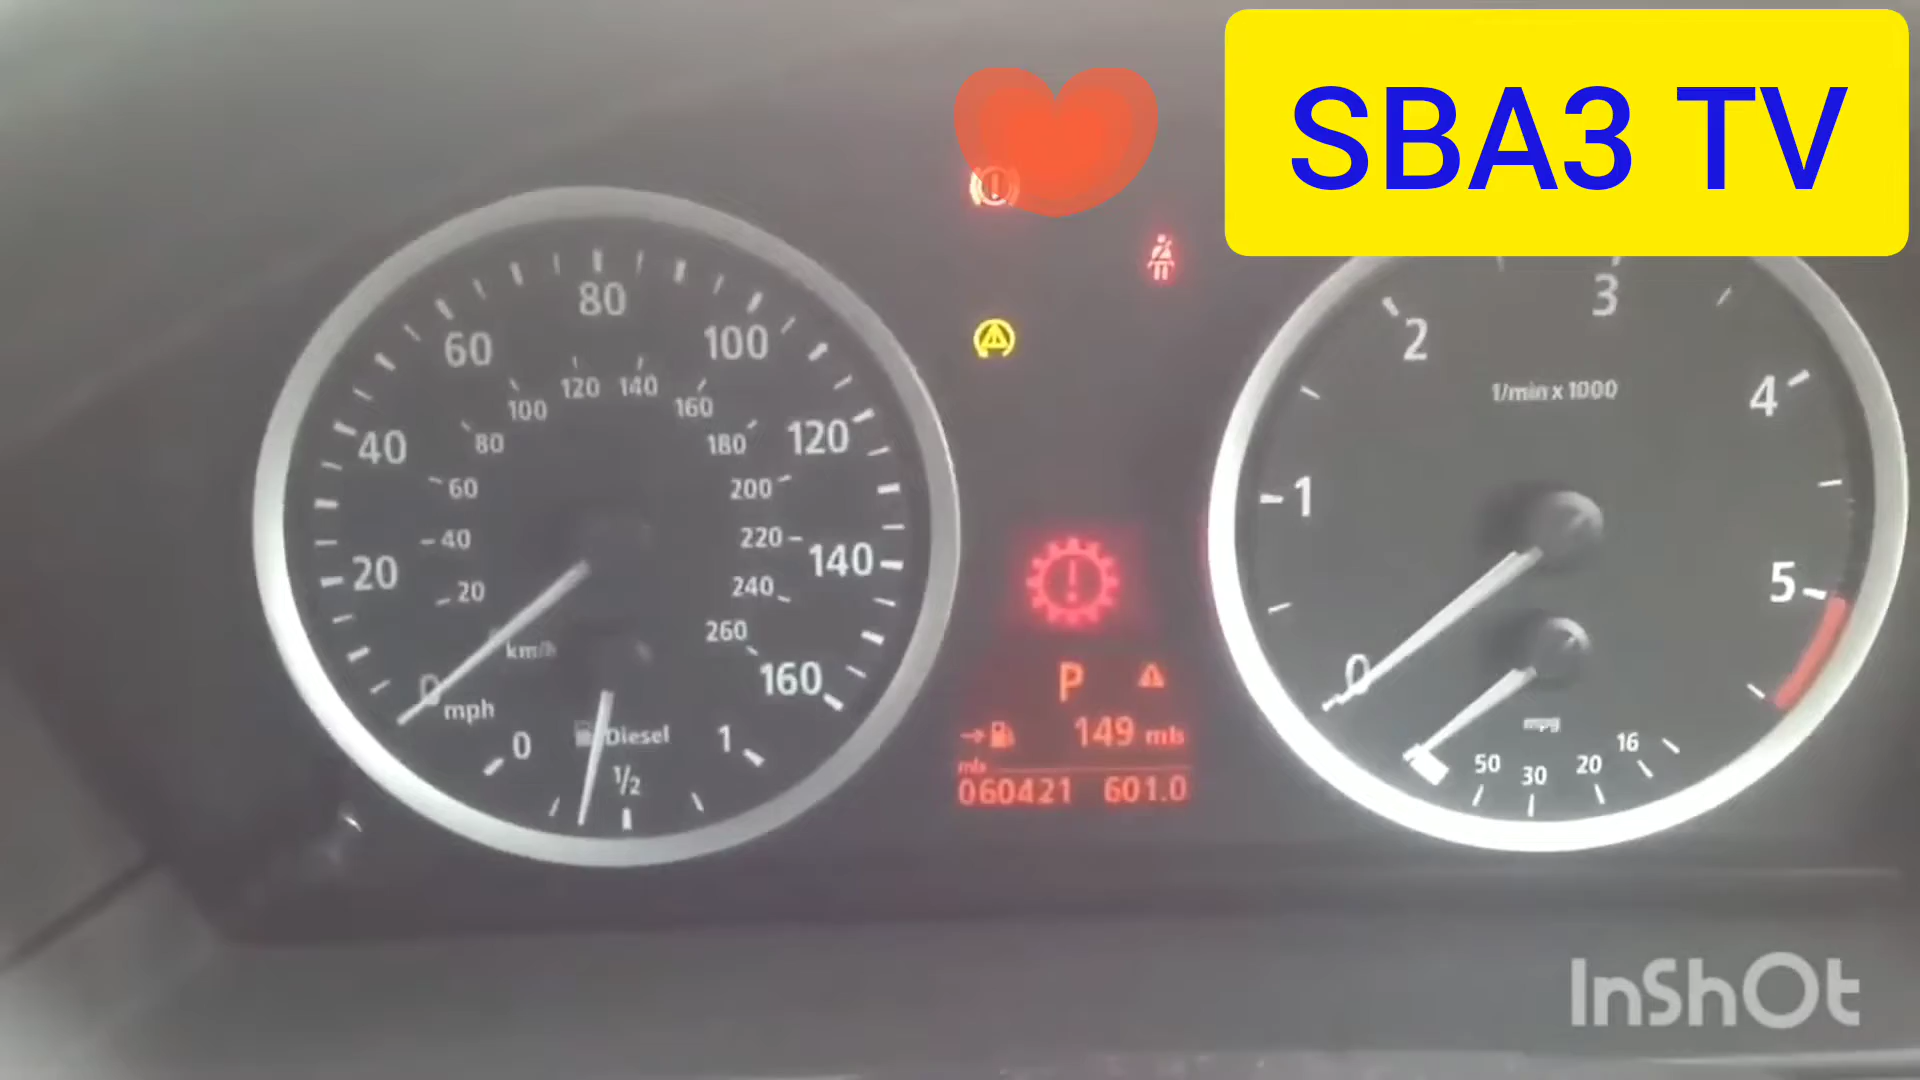 SBA3 TV
80
60
100
120 140
100
160
40
80
180
120
60
200
40
220
140
20
20
240
260
km/h
0
160
mph
Diesel
0
1
1/2
3
2
1/min x 1000
4
1
5
0
mpg
50 30 20 16
P
149 mls
mls
060421 601.0
InShOt